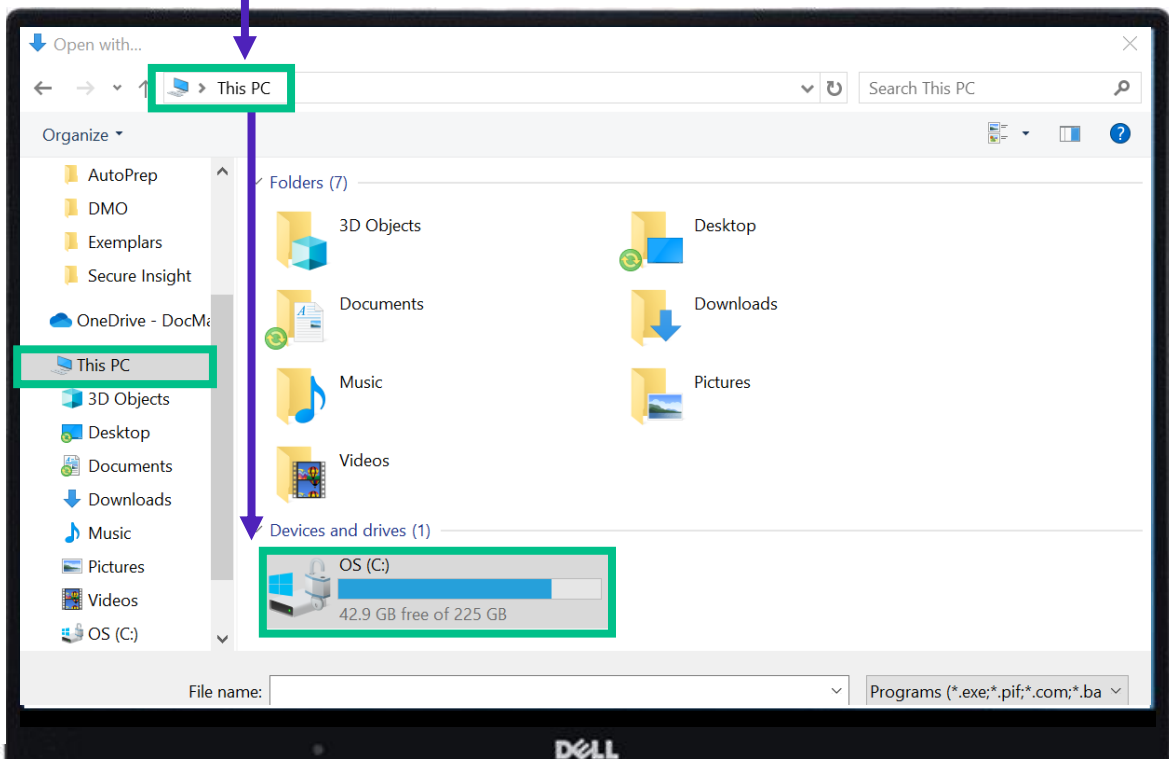 Open with...
This PC
Search This PC
Organize
?
AutoPrep
DMO
Exemplars
Secure Insight
OneDrive - DocMa
This PC
3D Objects
Desktop
Documents
Downloads
Music
Pictures
Videos
OS (C:)
Folders (7)
3D Objects
Desktop
Documents
Downloads
Music
Pictures
Videos
Devices and drives (1)
OS (C:)
42.9 GB free of 225 GB
File name:
Programs (*.exe;*.pif;*.com;*.ba
DELL